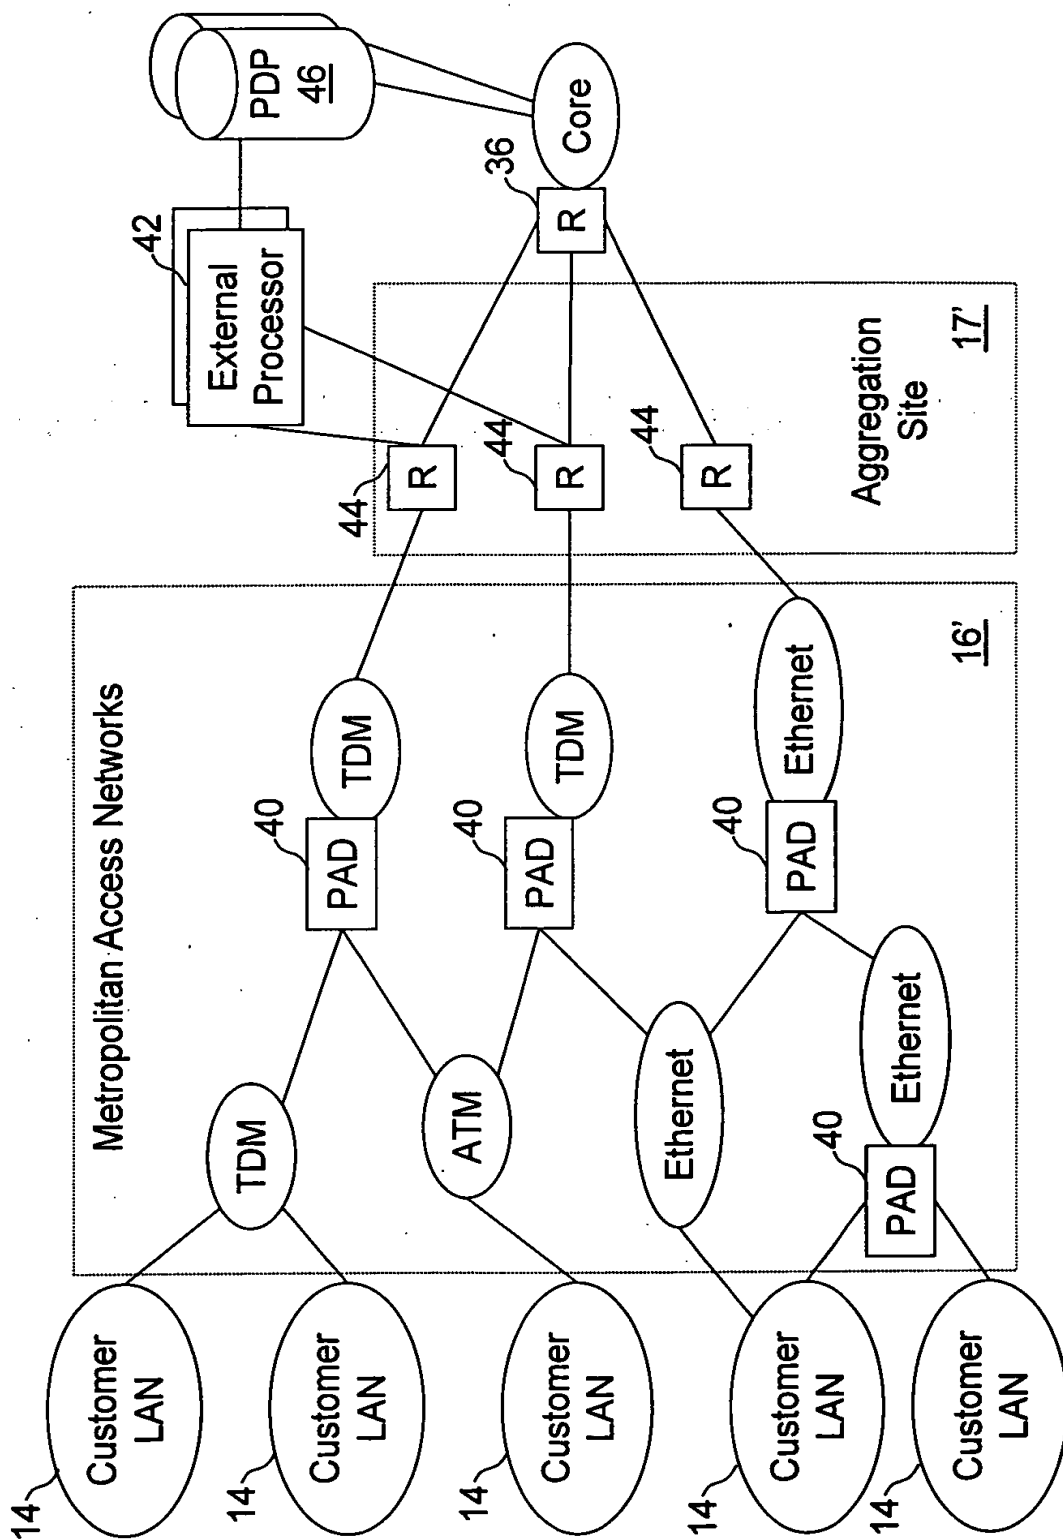 Metropolitan Access Networks
14
Customer
LAN
14
Customer
LAN
14
Customer
LAN
14
Customer
LAN
14
Customer
LAN
TDM
ATM
Ethernet
40
PAD
Ethernet
40
PAD
TDM
40
PAD
TDM
40
PAD
Ethernet
16'
44
R
44
R
44
R
Aggregation
Site
17'
42
External
Processor
PDP
46
36
R
Core